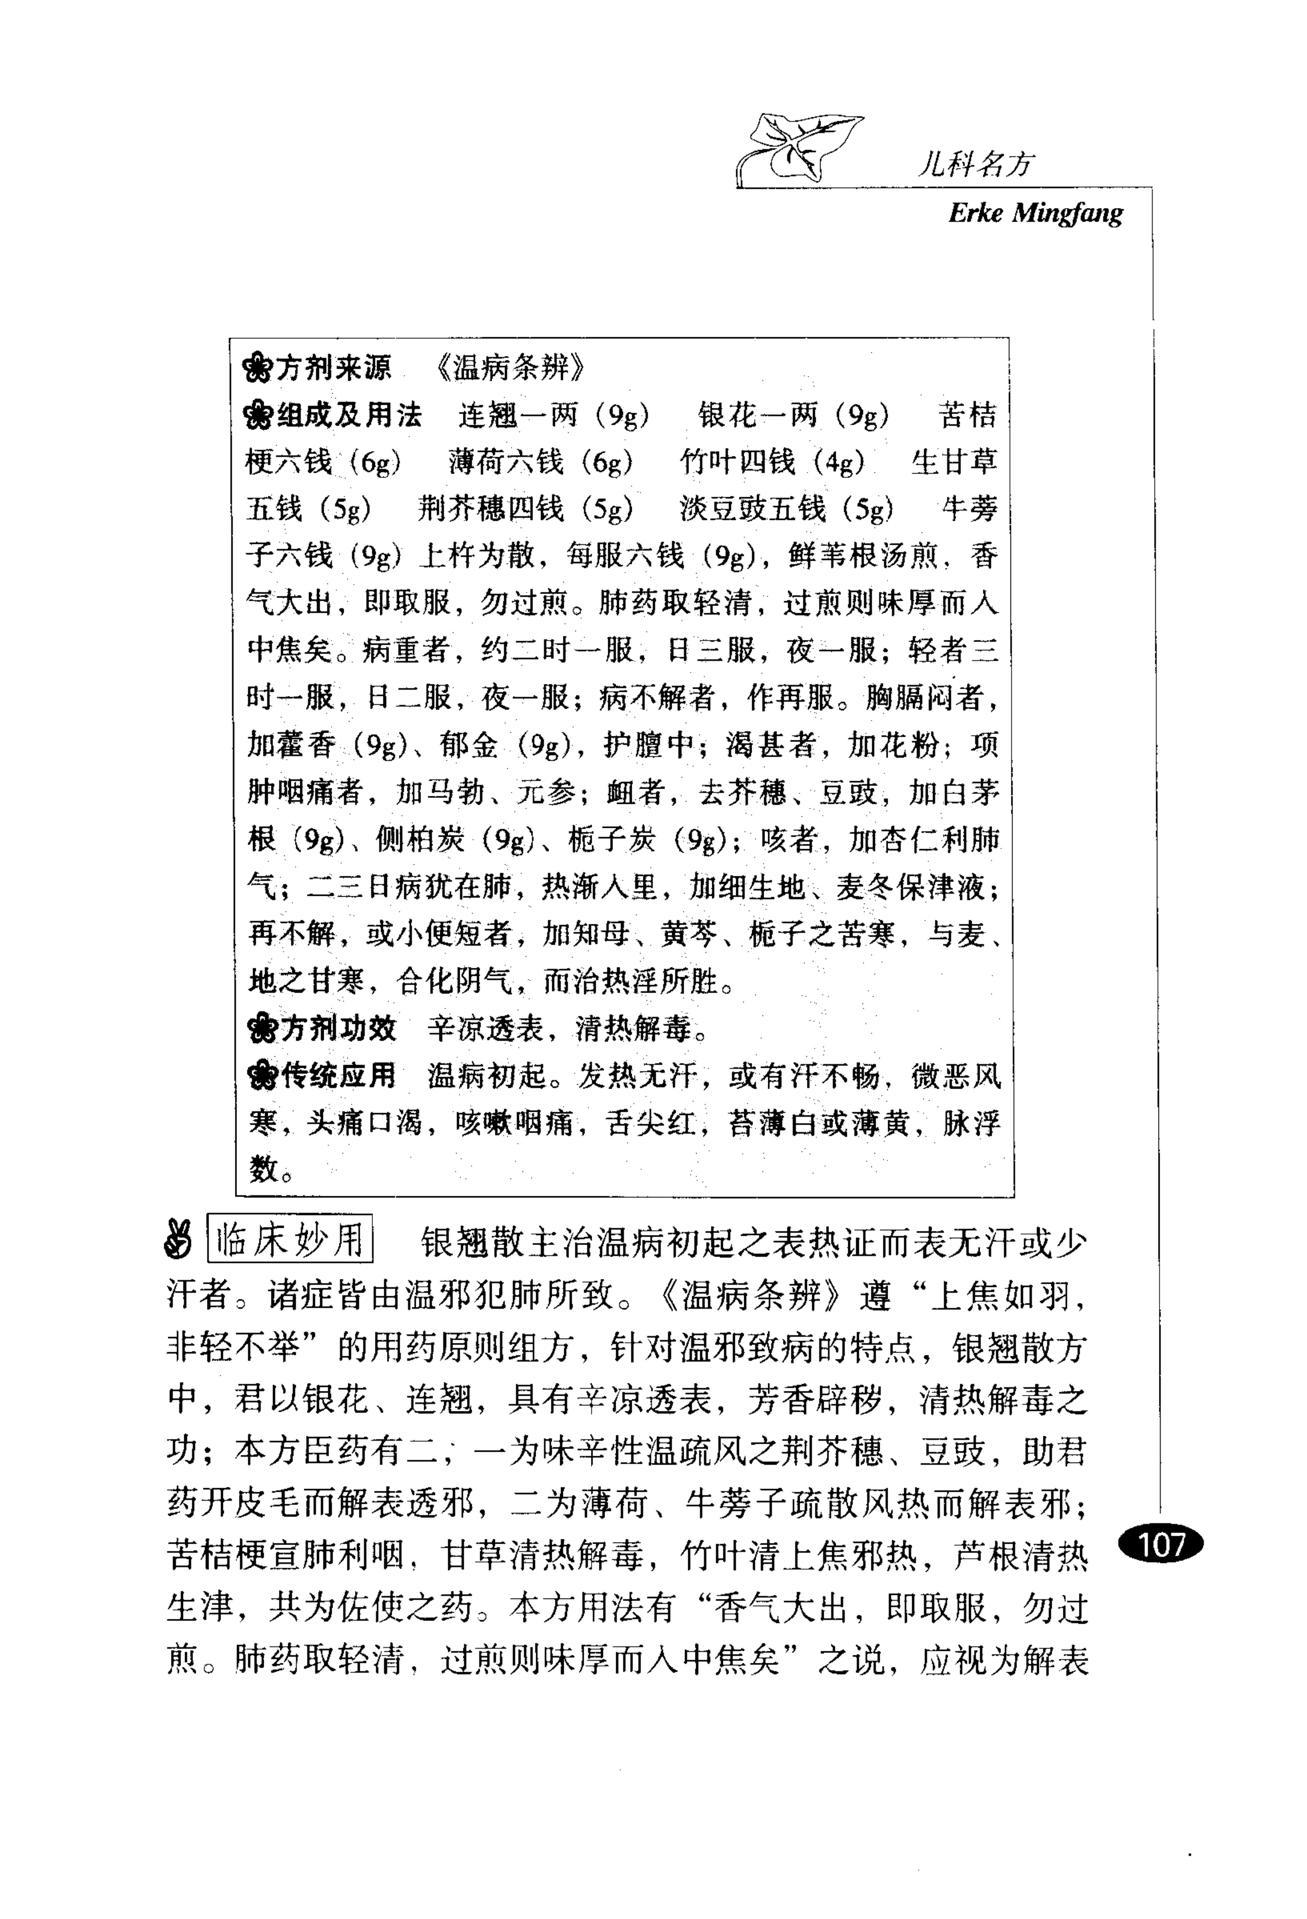 儿科名方
Erke Mingfang
方剂来源 《温病条辨》
组成及用法 连翘一两（9g） 银花一两（9g） 苦桔
梗六钱（6g） 薄荷六钱（6g） 竹叶四钱（4g） 生甘草
五钱（5g） 荆芥穗四钱（5g） 淡豆豉五钱（5g） 牛蒡
子六钱（9g）上杵为散，每服六钱（9g），鲜苇根汤煎，香
气大出，即取服，勿过煎。肺药取轻清，过煎则味厚而入
中焦矣。病重者，约二时一服，日三服，夜一服；轻者三
时一服，日二服，夜一服；病不解者，作再服。胸膈闷者，
加藿香（9g）、郁金（9g），护膻中；渴甚者，加花粉；项
肿咽痛者，加马勃、元参；衄者，去芥穗、豆豉，加白茅
根（9g）、侧柏炭（9g）、栀子炭（9g）；咳者，加杏仁利肺
气；二三日病犹在肺，热渐入里，加细生地、麦冬保津液；
再不解，或小便短者，加知母、黄芩、栀子之苦寒，与麦、
地之甘寒，合化阴气，而治热淫所胜。
方剂功效 辛凉透表，清热解毒。
传统应用 温病初起。发热无汗，或有汗不畅，微恶风
寒，头痛口渴，咳嗽咽痛，舌尖红，苔薄白或薄黄，脉浮
数。
临床妙用 银翘散主治温病初起之表热证而表无汗或少
汗者。诸症皆由温邪犯肺所致。《温病条辨》遵“上焦如羽，
非轻不举”的用药原则组方，针对温邪致病的特点，银翘散方
中，君以银花、连翘，具有辛凉透表，芳香辟秽，清热解毒之
功；本方臣药有二，一为味辛性温疏风之荆芥穗、豆豉，助君
药开皮毛而解表透邪，二为薄荷、牛蒡子疏散风热而解表邪；
苦桔梗宣肺利咽，甘草清热解毒，竹叶清上焦邪热，芦根清热
生津，共为佐使之药。本方用法有“香气大出，即取服，勿过
煎。肺药取轻清，过煎则味厚而入中焦矣”之说，应视为解表
107